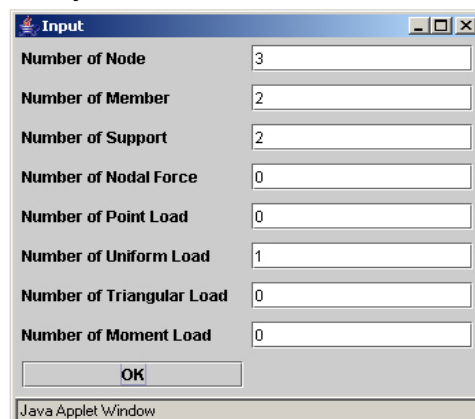 Input
Number of Node 3
Number of Member 2
Number of Support 2
Number of Nodal Force 0
Number of Point Load 0
Number of Uniform Load 1
Number of Triangular Load 0
Number of Moment Load 0
OK
Java Applet Window